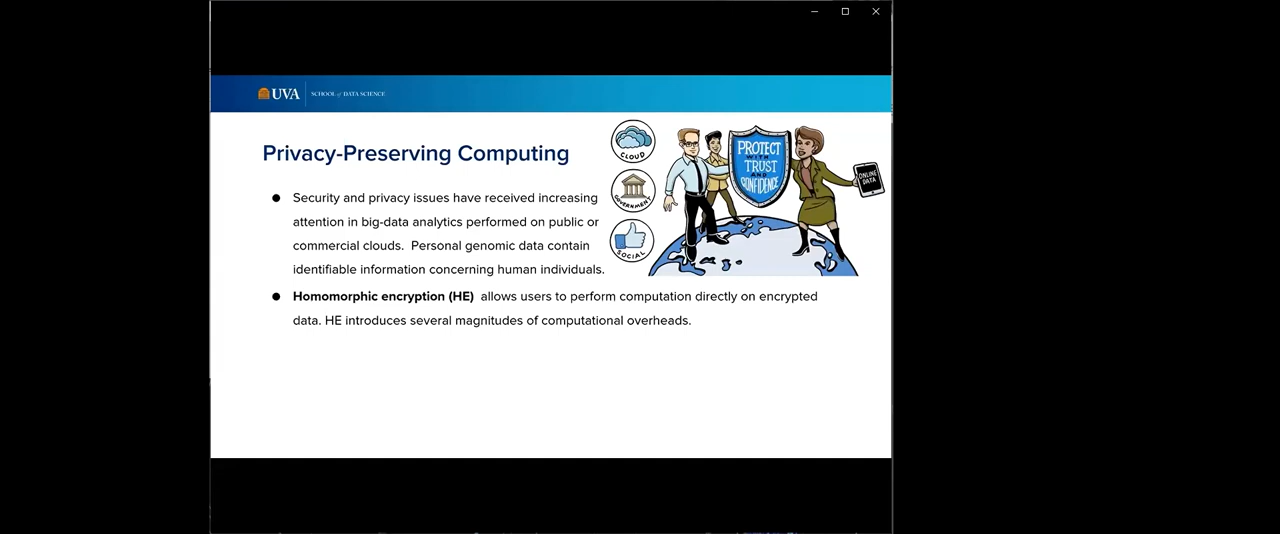 UVA SCHOOL of DATA SCIENCE
Privacy-Preserving Computing
● Security and privacy issues have received increasing
attention in big-data analytics performed on public or
commercial clouds. Personal genomic data contain
identifiable information concerning human individuals.
● Homomorphic encryption (HE) allows users to perform computation directly on encrypted
data. HE introduces several magnitudes of computational overheads.
CLOUD
GOVERNMENT
SOCIAL
PROTECT
WITH
TRUST
AND
CONFIDENCE
ONLINE
DATA